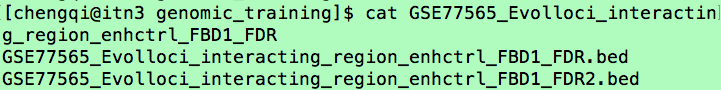 [[chengqi@itn3 genomic_training]$ cat GSE77565_Evolloci_interactin
g_region_enhctrl_FBD1_FDR
GSE77565_Evolloci_interacting_region_enhctrl_FBD1_FDR.bed
GSE77565_Evolloci_interacting_region_enhctrl_FBD1_FDR2.bed